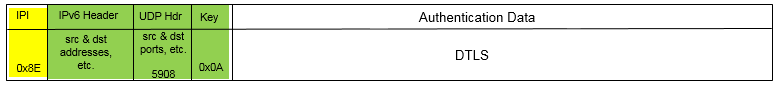 IPI IPv6 Header UDP Hdr Key Authentication Data
0x8E
src & dst
addresses,
etc.
src & dst
ports, etc.
5908
0x0A
DTLS